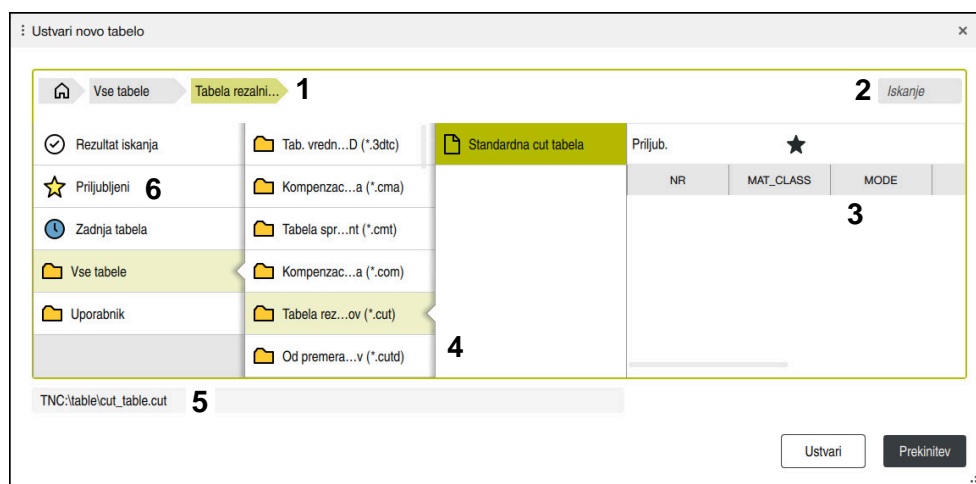 Ustvari novo tabelo
Vse tabele
Tabela rezalni...
1
2
Iskanje
Rezultat iskanja
Priljubljeni
6
Zadnja tabela
Vse tabele
Uporabnik
Tab. vredn...D (*.3dtc)
Kompenzac...a (*.cma)
Tabela spr...nt (*.cmt)
Kompenzac...a (*.com)
Tabela rez...ov (*.cut)
Od premera...v (*.cutd)
Standardna cut tabela
4
Priljub.
NR MAT_CLASS MODE
3
TNC:\table\cut_table.cut
5
Ustvari
Prekinitev